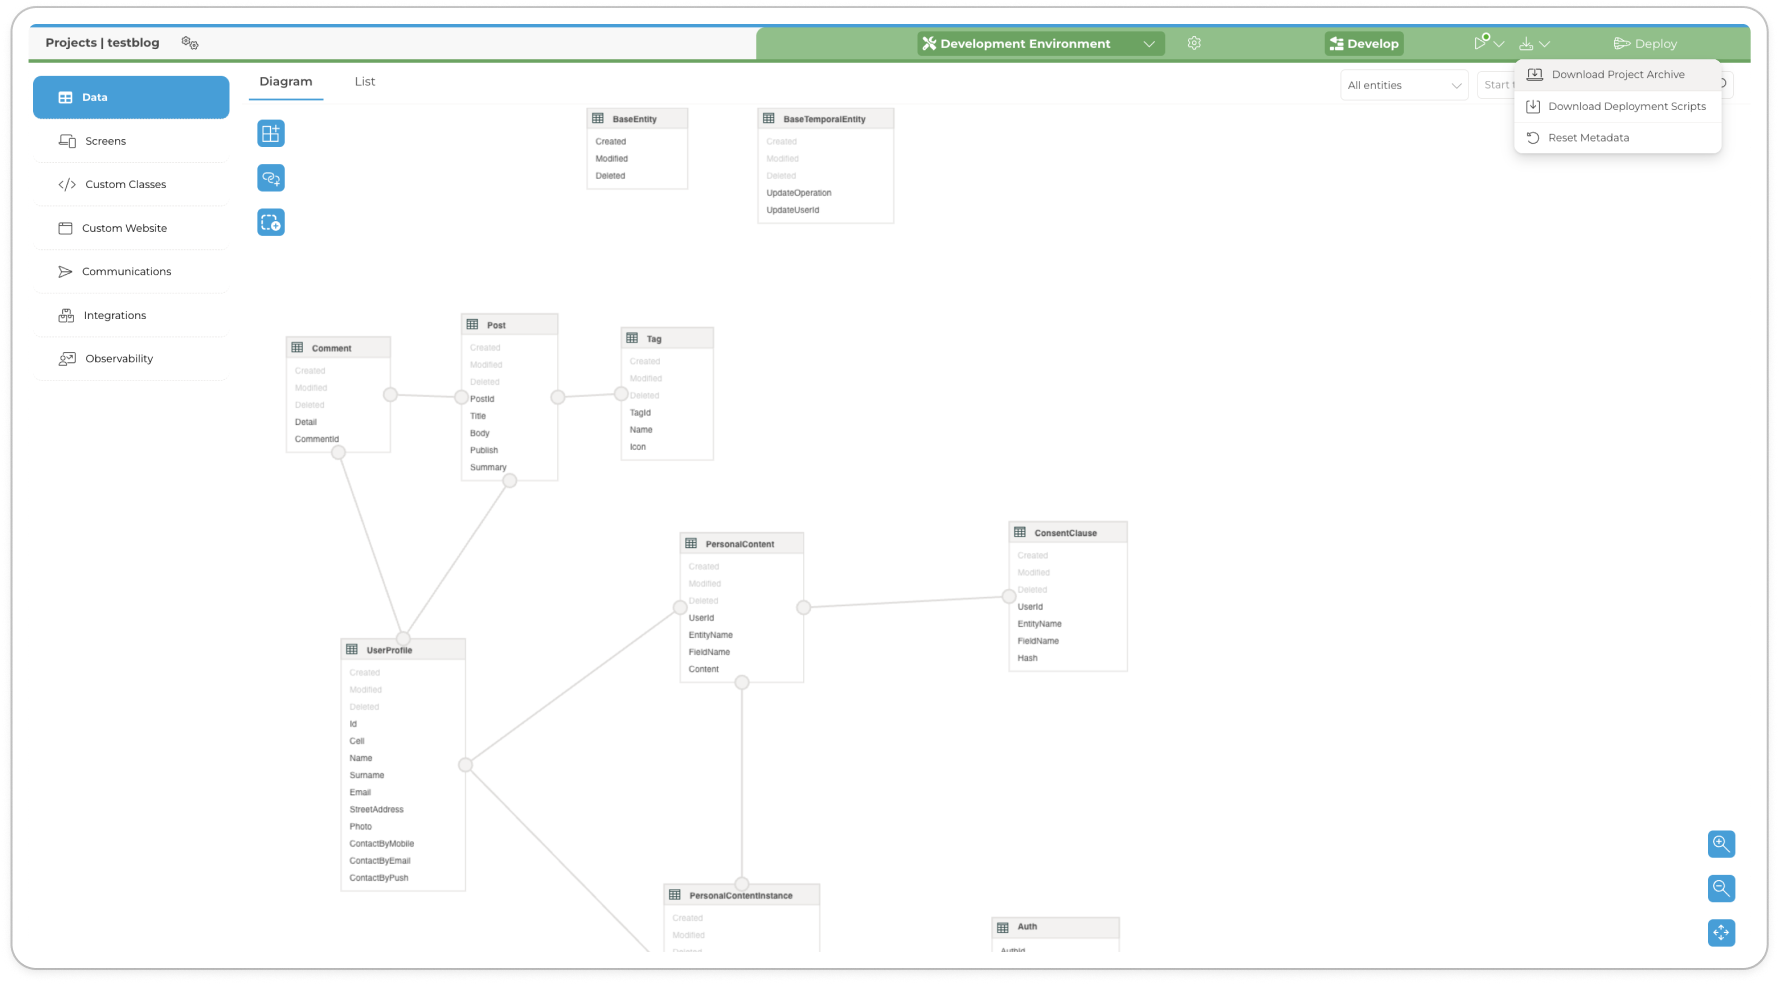 Projects | testblog
Development Environment
Develop
Deploy
Download Project Archive
Download Deployment Scripts
Reset Metadata
Data
Screens
Custom Classes
Custom Website
Communications
Integrations
Observability
Diagram
List
All entities
Start
BaseEntity
Created
Modified
Deleted
BaseTemporalEntity
Created
Modified
Deleted
UpdateOperation
UpdateUserId
Comment
Created
Modified
Deleted
Detail
CommentId
Post
Created
Modified
Deleted
PostId
Title
Body
Publish
Summary
Tag
Created
Modified
Deleted
TagId
Name
Icon
PersonalContent
Created
Modified
Deleted
UserId
EntityName
FieldName
Content
ConsentClause
Created
Modified
Deleted
UserId
EntityName
FieldName
Hash
UserProfile
Created
Modified
Deleted
Id
Cell
Name
Surname
Email
StreetAddress
Photo
ContactByMobile
ContactByEmail
ContactByPush
PersonalContentInstance
Created
Modified
Deleted
Auth
AuthId